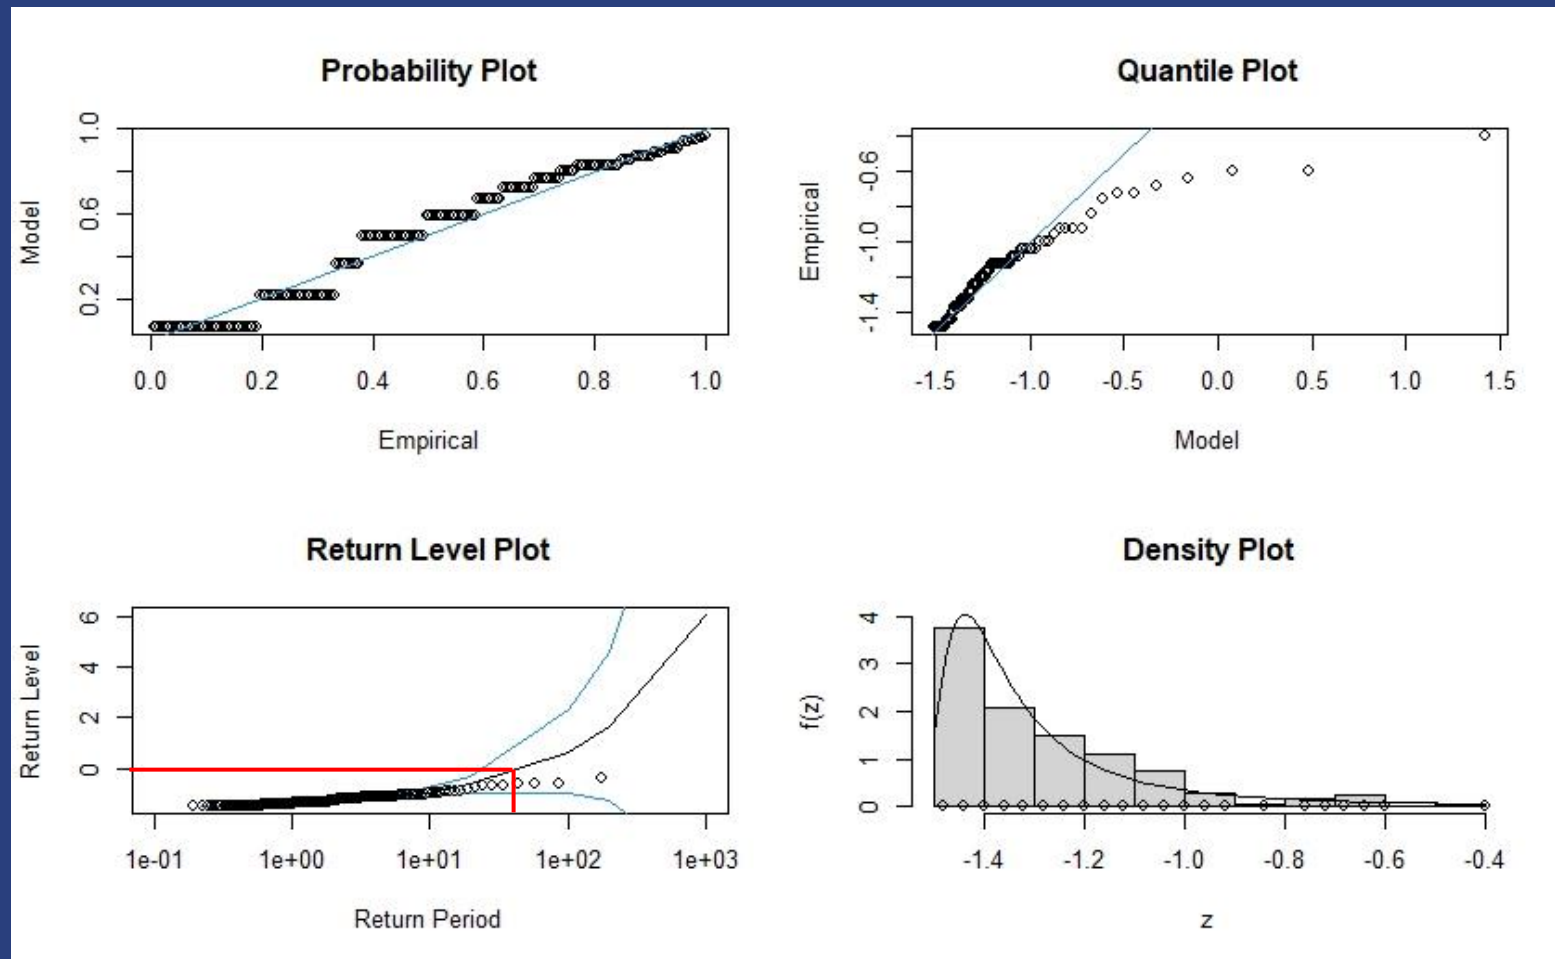 Probability Plot
Model
1.0
0.6
0.2
0.0 0.2 0.4 0.6 0.8 1.0
Empirical
Quantile Plot
Empirical
-0.6
-1.0
-1.4
-1.5 -1.0 -0.5 0.0 0.5 1.0 1.5
Model
Return Level Plot
Return Level
6
4
2
0
1e-01 1e+00 1e+01 1e+02 1e+03
Return Period
Density Plot
f(z)
4
3
2
1
0
-1.4 -1.2 -1.0 -0.8 -0.6 -0.4
z